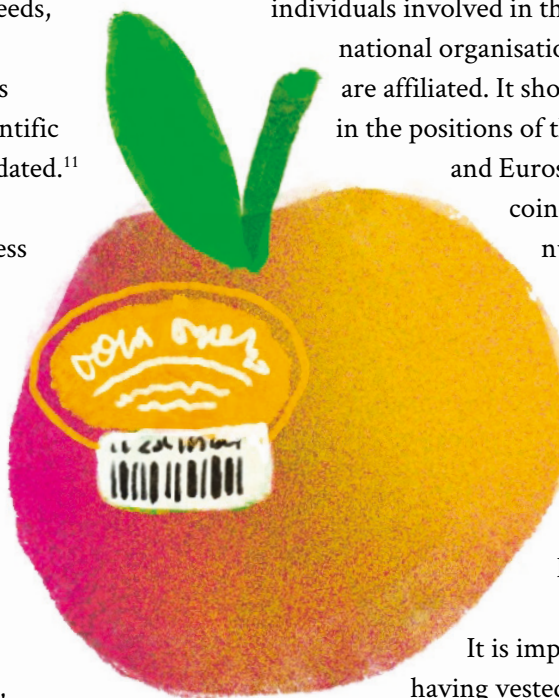 eeds,
s
ntific
dated.¹¹
ess
individuals involved in th
national organisatio
are affiliated. It sho
in the positions of t
and Euros
coin
n
It is imp
having vested